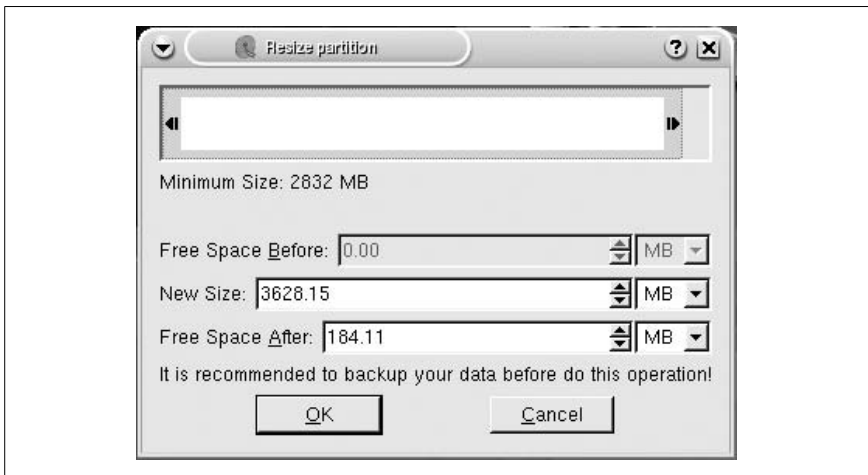 Resize partition
Minimum Size: 2832 MB
Free Space Before: 0.00 MB
New Size: 3628.15 MB
Free Space After: 184.11 MB
It is recommended to backup your data before do this operation!
OK Cancel